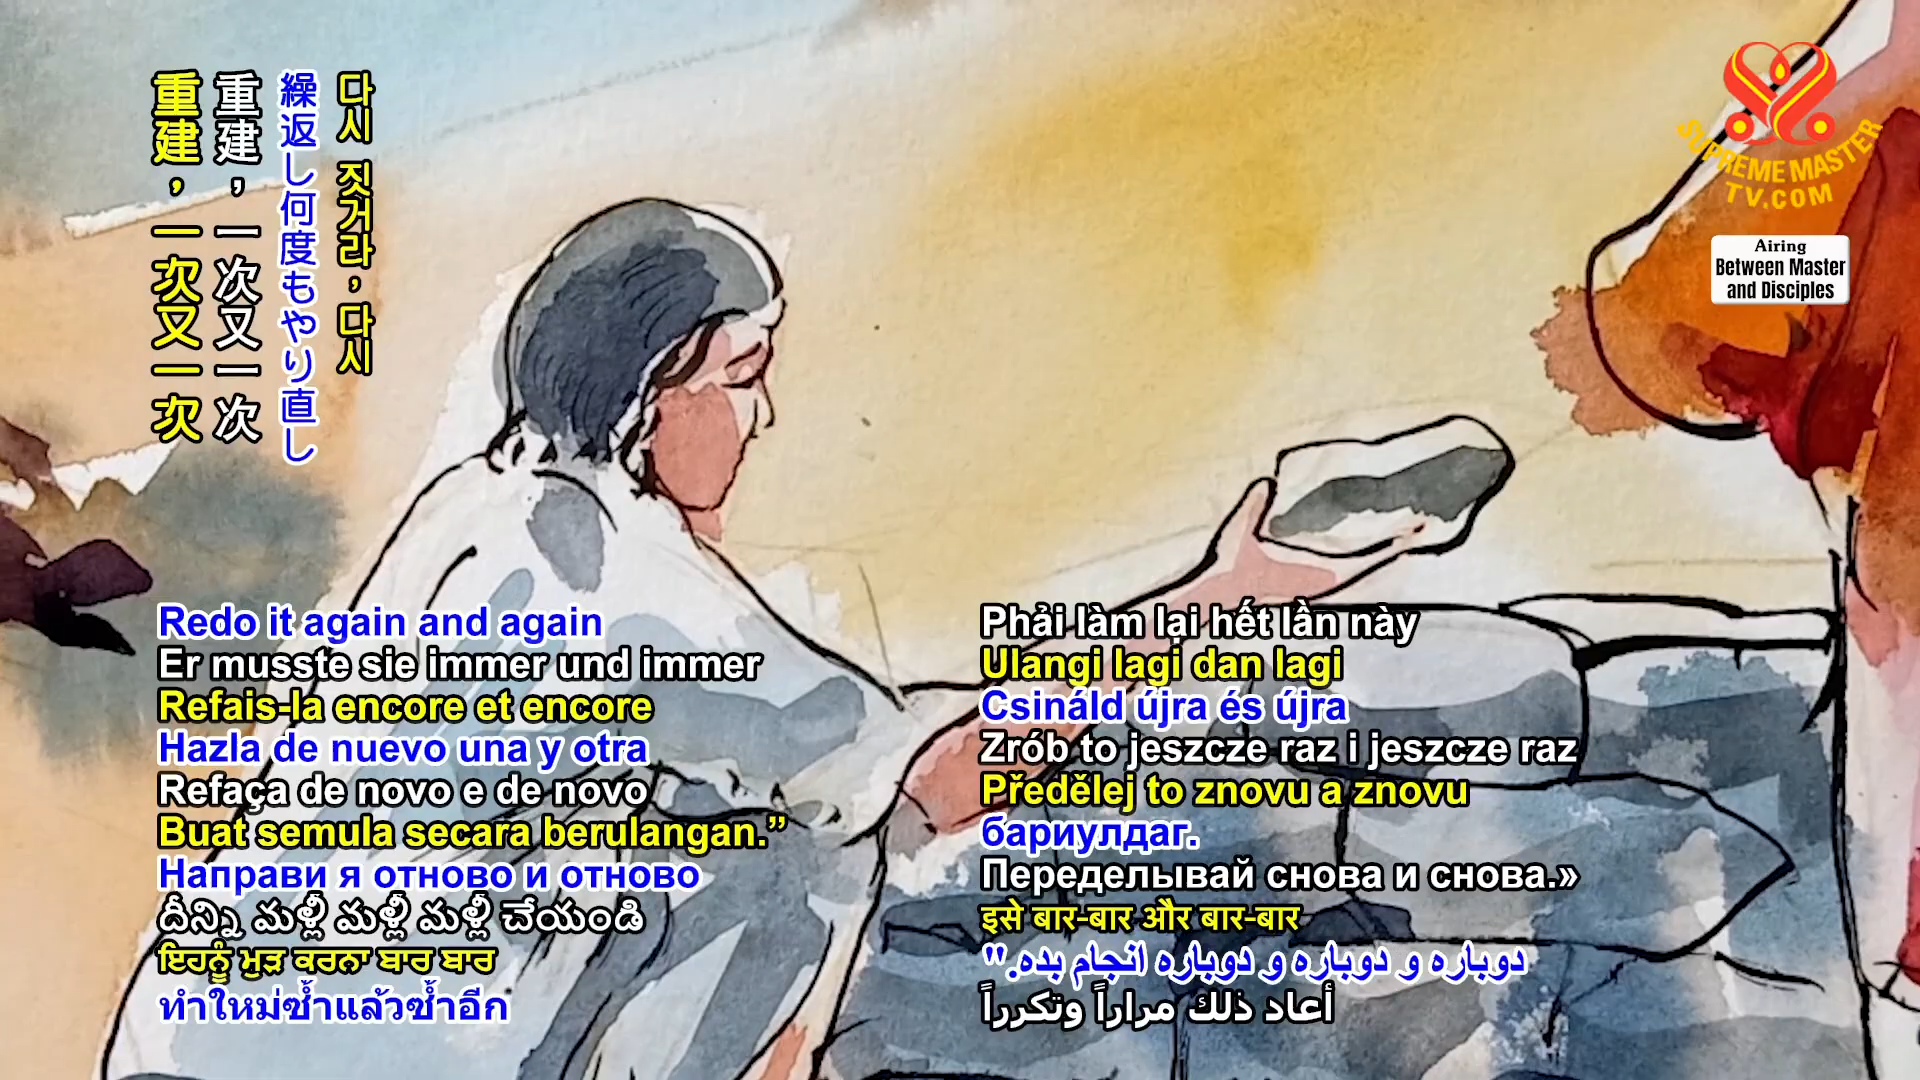 重建，一次又一次
重建，一次又一次
繰返し何度もやり直し
다시 짓거라, 다시
SUPREME MASTER
TV.COM
Airing
Between Master
and Disciples
Redo it again and again
Er musste sie immer und immer
Refais-la encore et encore
Hazla de nuevo una y otra
Refaça de novo e de novo
Buat semula secara berulangan.”
Направи я отново и отново
దీన్ని మళ్లీ మళ్లీ మళ్లీ చేయండి
ਇਹਨੂੰ ਮੁੜ ਕਰਨਾ ਬਾਰ ਬਾਰ
ทำใหม่ซ้ำแล้วซ้ำอีก
Phải làm lại hết lần này
Ulangi lagi dan lagi
Csináld újra és újra
Zrób to jeszcze raz i jeszcze raz
Předělej to znovu a znovu
бариулдаг.
Переделывай снова и снова.»
इसे बार-बार और बार-बार
دوباره و دوباره و دوباره انجام بده."
أعاد ذلك مراراً وتكرراً